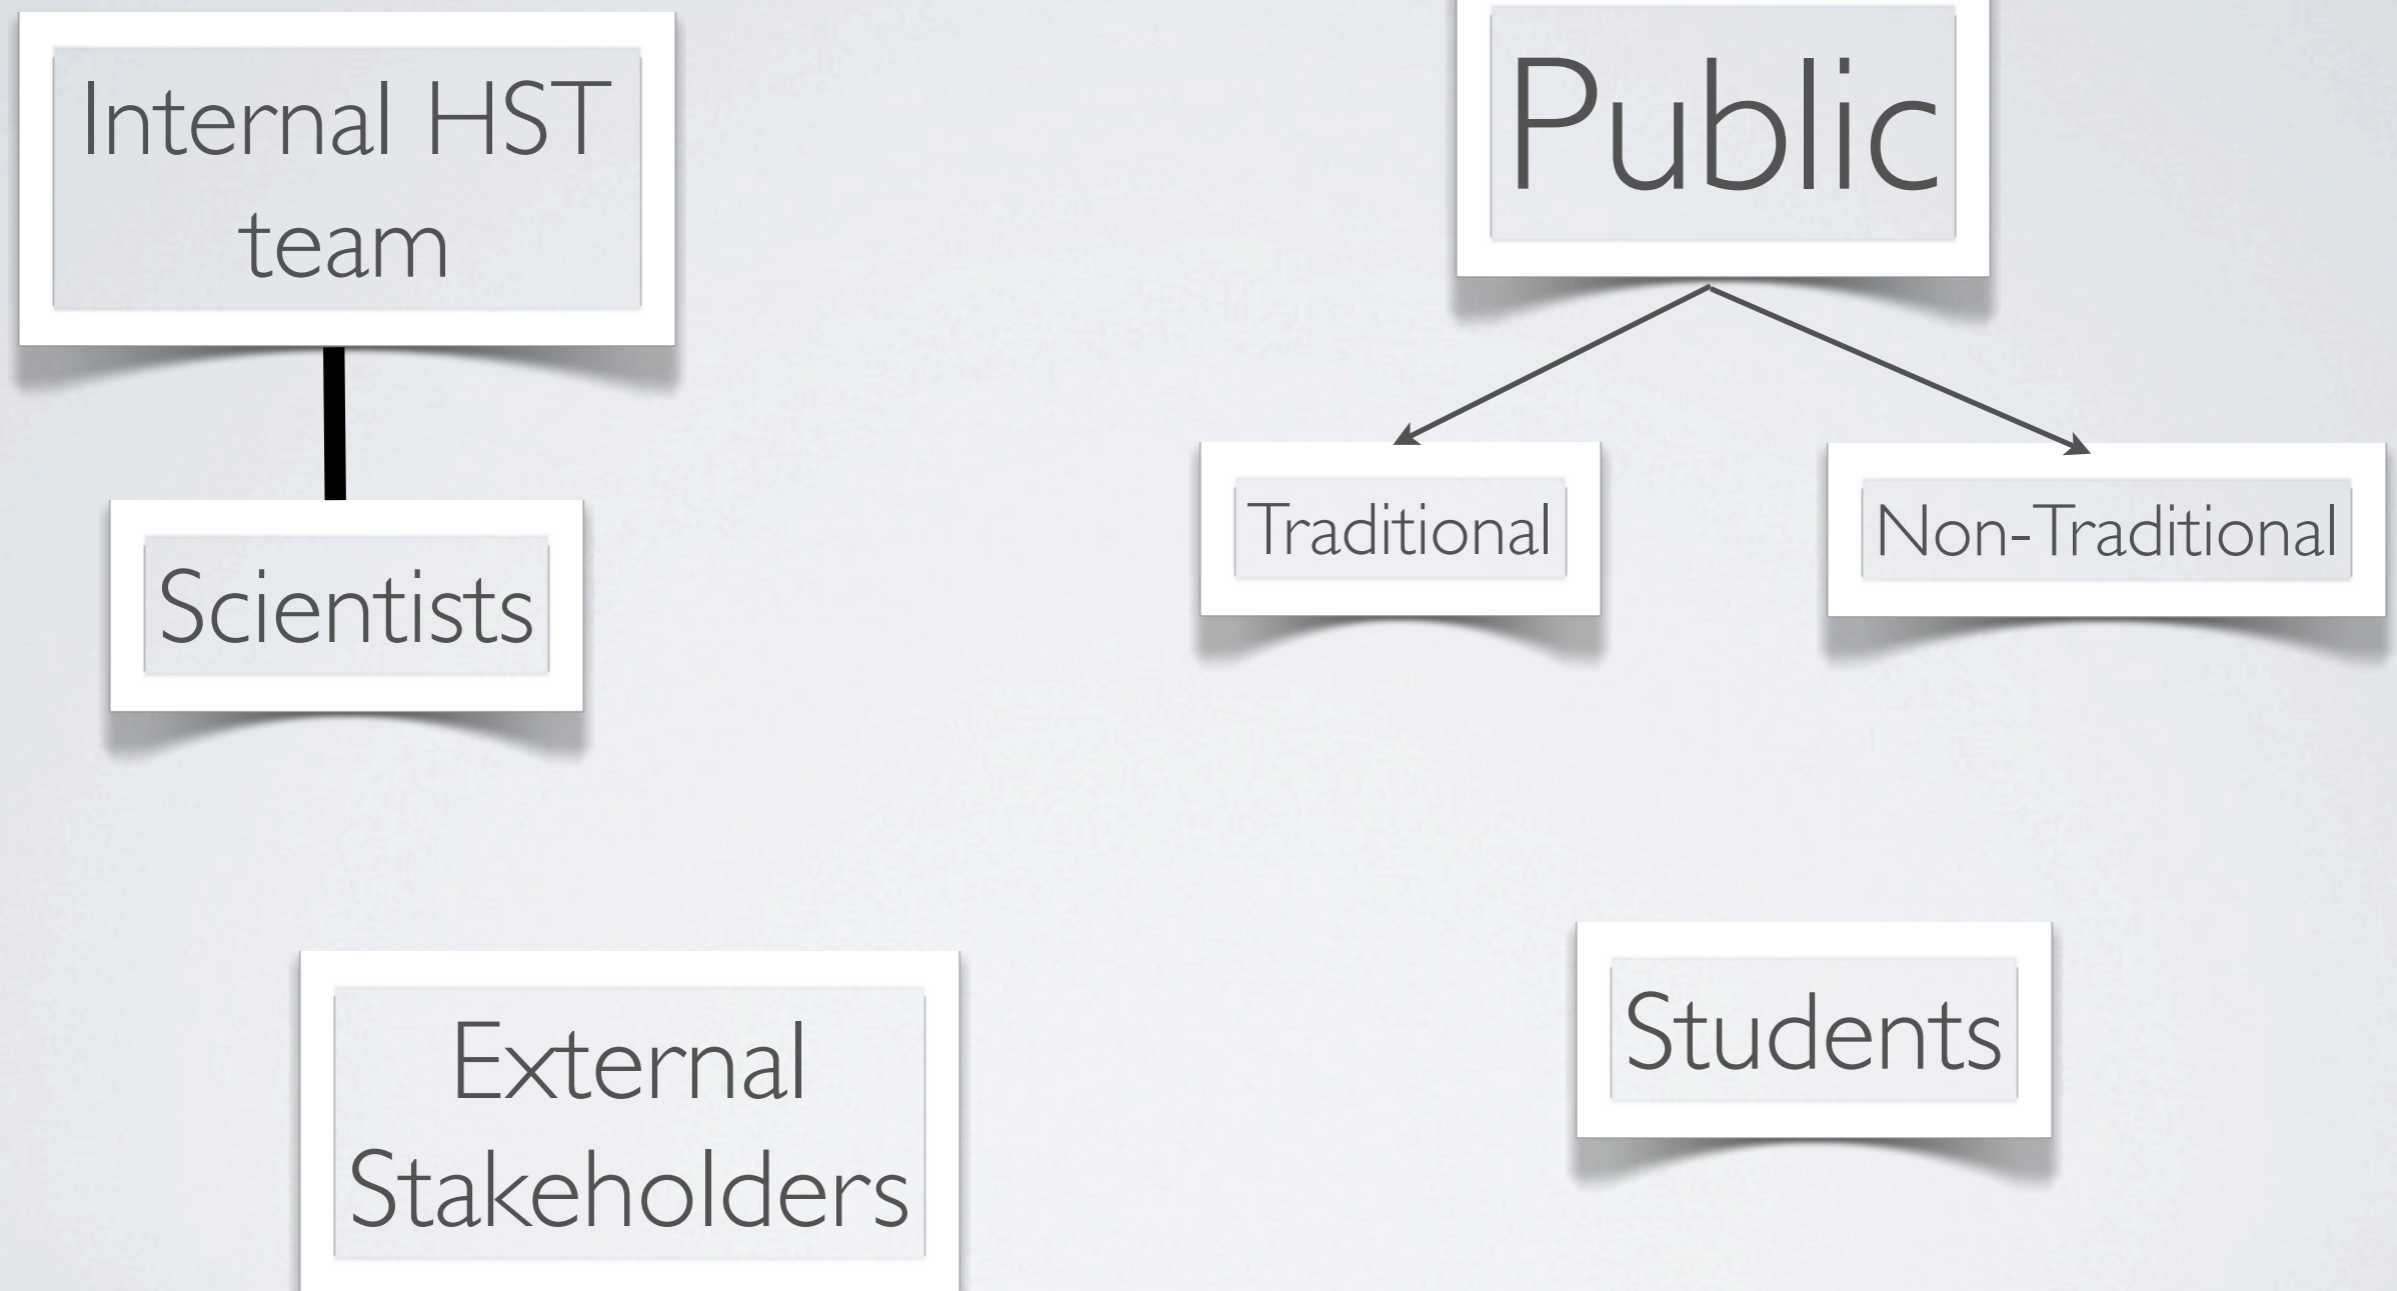 Internal HST
team
Public
Scientists
Traditional
Non-Traditional
External
Stakeholders
Students